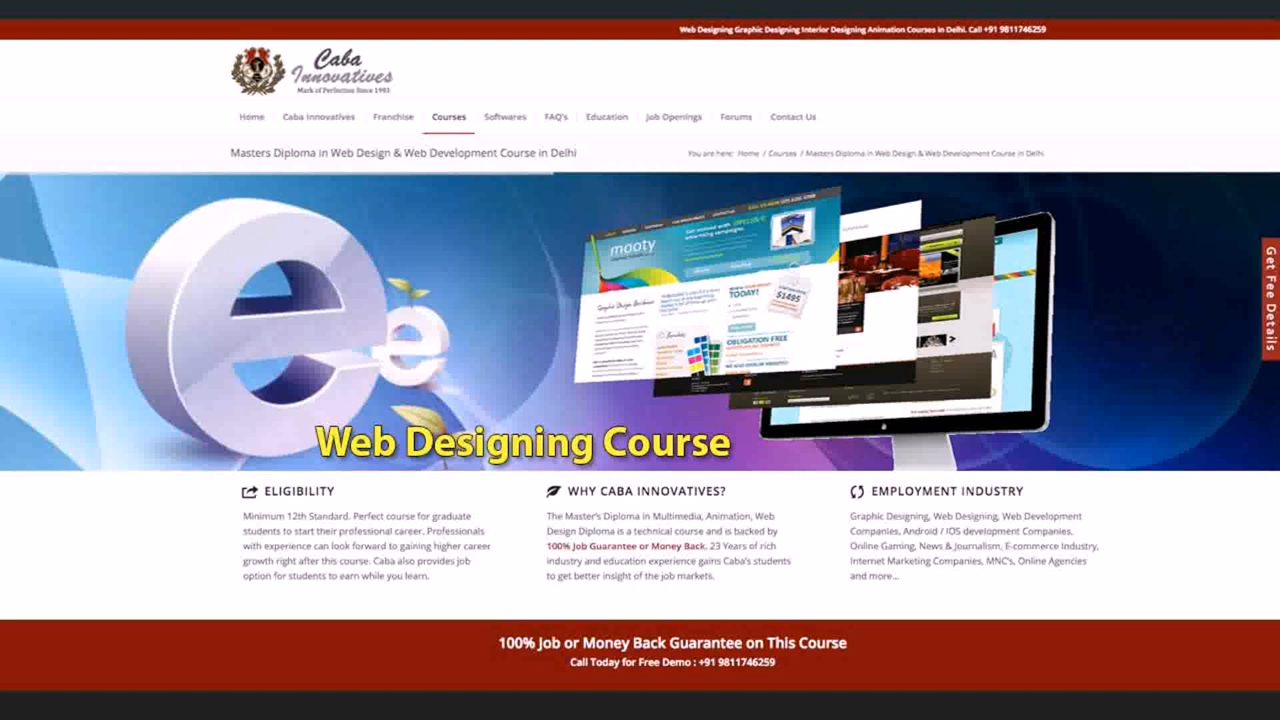 Web Designing Graphic Designing Interior Designing Animation Courses in Delhi. Call +91 9811746259
Caba
Innovatives
Mark of Perfection Since 1993
Home Caba Innovatives Franchise Courses Softwares FAQ's Education Job Openings Forums Contact Us
Masters Diploma in Web Design & Web Development Course in Delhi
You are here: Home / Courses / Masters Diploma in Web Design & Web Development Course in Delhi
e
e
mooty
TODAY!
$1495
OBLIGATION FREE
Get Fee Details
Web Designing Course
ELIGIBILITY
Minimum 12th Standard. Perfect course for graduate
students to start their professional career. Professionals
with experience can look forward to gaining higher career
growth right after this course. Caba also provides job
option for students to earn while you learn.
WHY CABA INNOVATIVES?
The Master's Diploma in Multimedia, Animation, Web
Design Diploma is a technical course and is backed by
100% Job Guarantee or Money Back. 23 Years of rich
industry and education experience gains Caba's students
to get better insight of the job markets.
EMPLOYMENT INDUSTRY
Graphic Designing, Web Designing, Web Development
Companies, Android / IOS development Companies,
Online Gaming, News & Journalism, E-commerce Industry,
Internet Marketing Companies, MNC's, Online Agencies
and more...
100% Job or Money Back Guarantee on This Course
Call Today for Free Demo : +91 9811746259